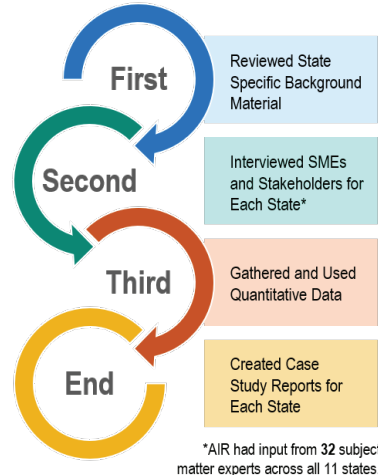 First
Reviewed State
Specific Background
Material
Second
Interviewed SMEs
and Stakeholders for
Each State*
Third
Gathered and Used
Quantitative Data
End
Created Case
Study Reports for
Each State
*AIR had input from 32 subject
matter experts across all 11 states